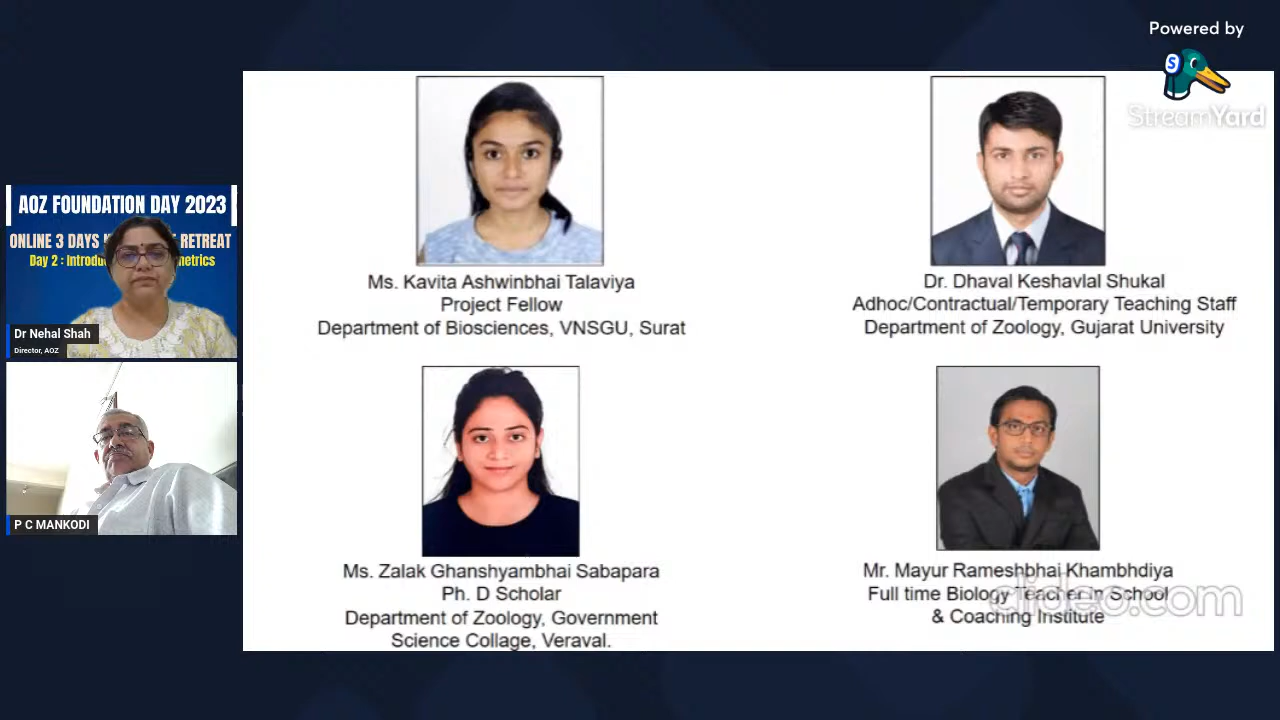 Powered by
StreamYard
AOZ FOUNDATION DAY 2023
ONLINE 3 DAYS RETREAT
Day 2 :
Dr Nehal Shah
Director, AOZ
P C MANKODI
Ms. Kavita Ashwinbhai Talaviya
Project Fellow
Department of Biosciences, VNSGU, Surat
Dr. Dhaval Keshavlal Shukal
Adhoc/Contractual/Temporary Teaching Staff
Department of Zoology, Gujarat University
Ms. Zalak Ghanshyambhai Sabapara
Ph. D Scholar
Department of Zoology, Government
Science Collage, Veraval.
Mr. Mayur Rameshbhai Khambhdiya
Full time Biology Teacher in School
& Coaching Institute
clideo.com